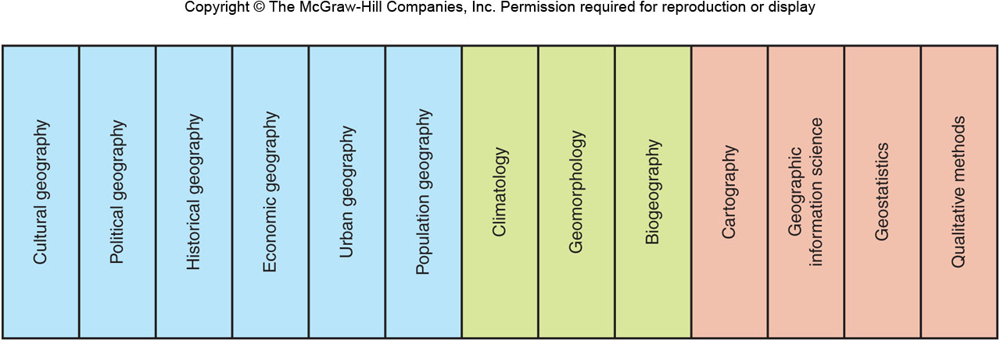 Copyright © The McGraw-Hill Companies, Inc. Permission required for reproduction or display
Cultural geography
Political geography
Historical geography
Economic geography
Urban geography
Population geography
Climatology
Geomorphology
Biogeography
Cartography
Geographic
information science
Geostatistics
Qualitative methods